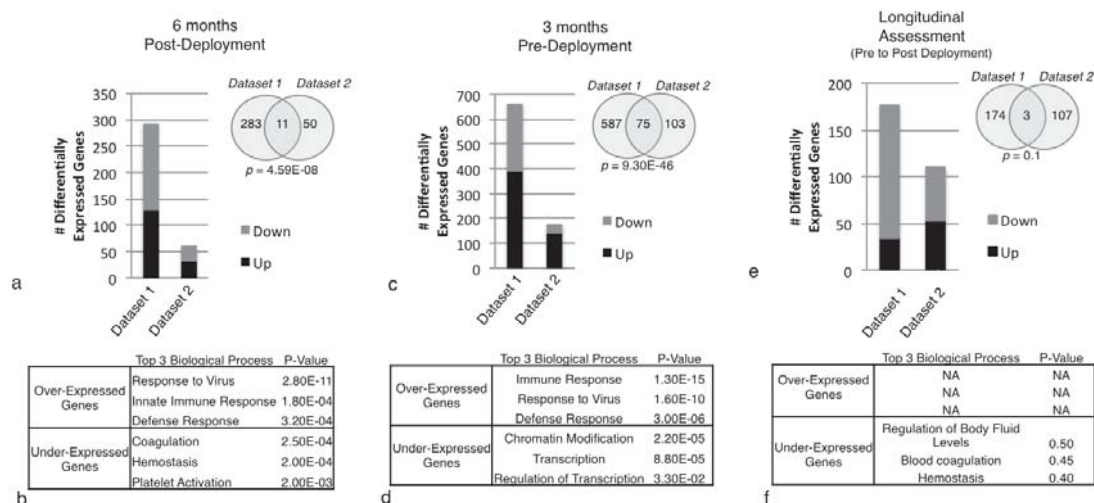 6 months
Post-Deployment
Dataset 1 Dataset 2
283 11 50
p = 4.59E-08
# Differentially
Expressed Genes
350
300
250
200
150
100
50
0
Down
Up
Dataset 1
Dataset 2
a
Top 3 Biological Process P-Value
Over-Expressed Genes
Response to Virus 2.80E-11
Innate Immune Response 1.80E-04
Defense Response 3.20E-04
Under-Expressed Genes
Coagulation 2.50E-04
Hemostasis 2.00E-04
Platelet Activation 2.00E-03
b
3 months
Pre-Deployment
Dataset 1 Dataset 2
587 75 103
p = 9.30E-46
# Differentially
Expressed Genes
700
600
500
400
300
200
100
0
Down
Up
Dataset 1
Dataset 2
c
Top 3 Biological Process P-Value
Over-Expressed Genes
Immune Response 1.30E-15
Response to Virus 1.60E-10
Defense Response 3.00E-06
Under-Expressed Genes
Chromatin Modification 2.20E-05
Transcription 8.80E-05
Regulation of Transcription 3.30E-02
d
Longitudinal
Assessment
(Pre to Post Deployment)
Dataset 1 Dataset 2
174 3 107
p = 0.1
# Differentially
Expressed Genes
200
150
100
50
0
Down
Up
Dataset 1
Dataset 2
e
Top 3 Biological Process P-Value
Over-Expressed Genes
NA NA
NA NA
NA NA
Under-Expressed Genes
Regulation of Body Fluid
Levels 0.50
Blood coagulation 0.45
Hemostasis 0.40
f